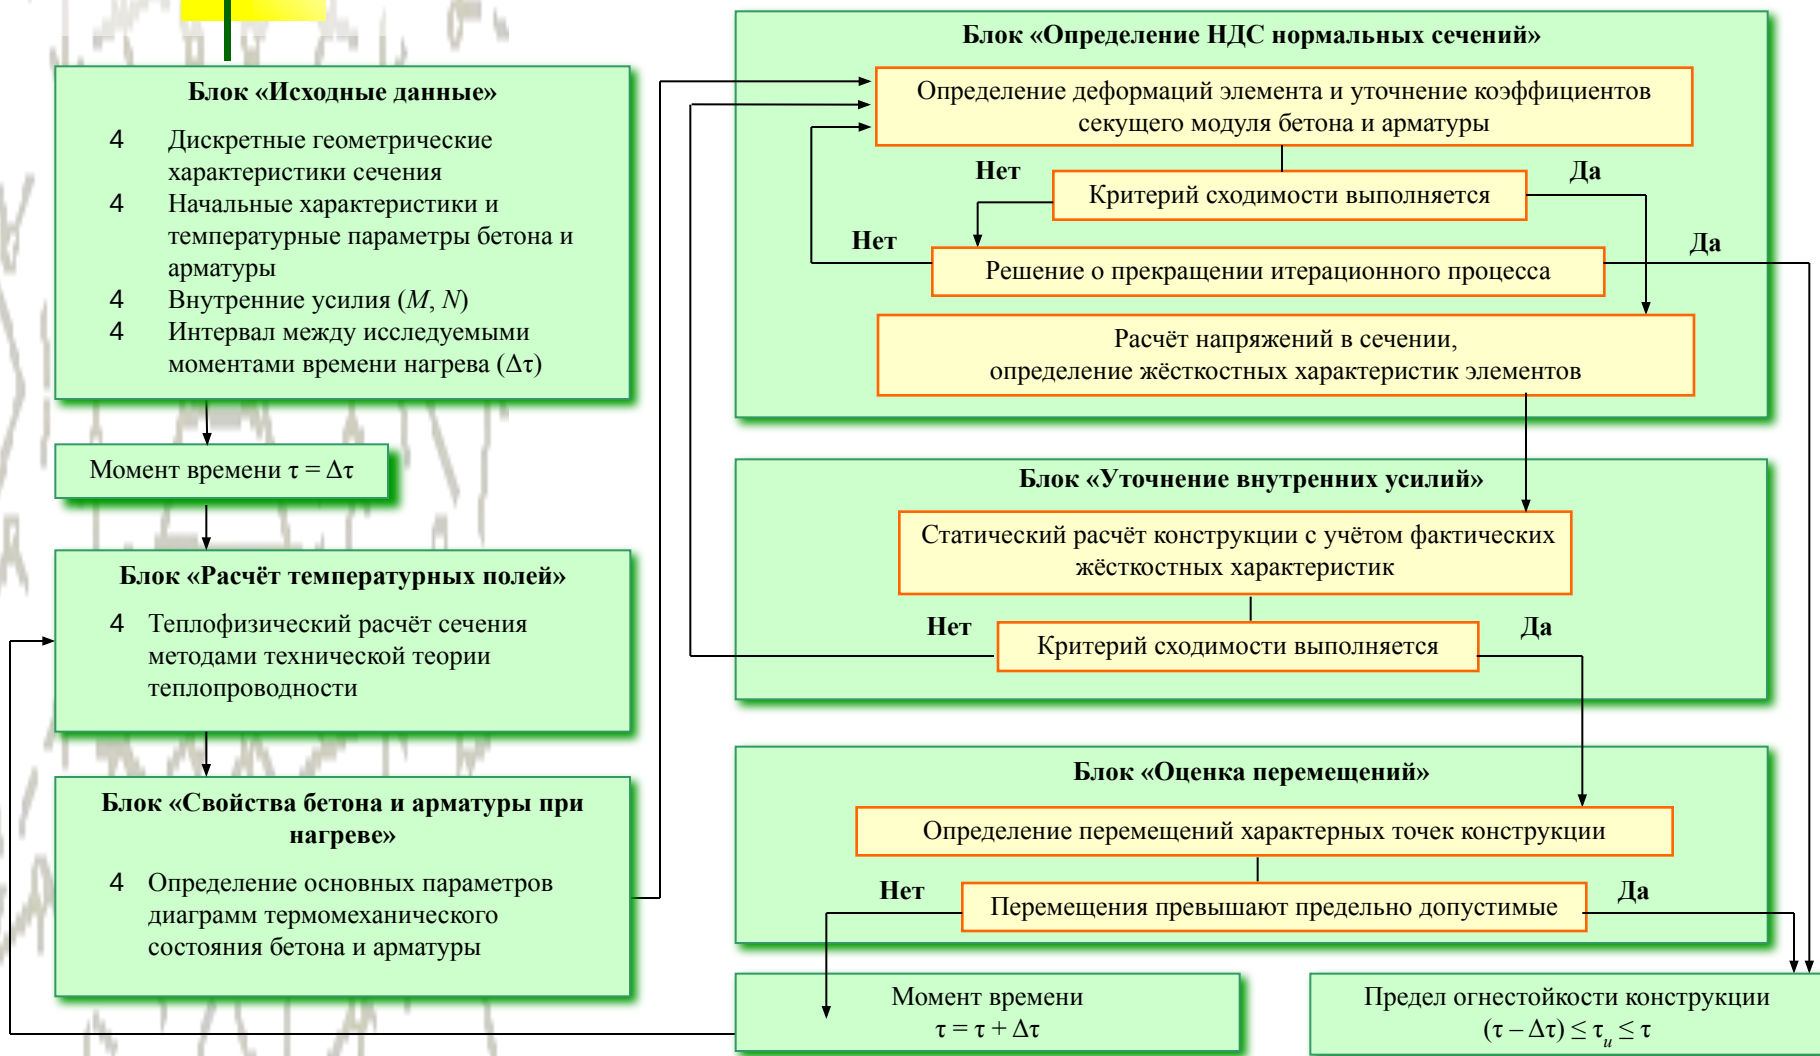 Блок «Исходные данные»
4 Дискретные геометрические
характеристики сечения
4 Начальные характеристики и
температурные параметры бетона и
арматуры
4 Внутренние усилия (M, N)
4 Интервал между исследуемыми
моментами времени нагрева (Δτ)
Момент времени τ = Δτ
Блок «Расчёт температурных полей»
4 Теплофизический расчёт сечения
методами технической теории
теплопроводности
Блок «Свойства бетона и арматуры при
нагреве»
4 Определение основных параметров
диаграмм термомеханического
состояния бетона и арматуры
Блок «Определение НДС нормальных сечений»
Определение деформаций элемента и уточнение коэффициентов
секущего модуля бетона и арматуры
Нет
Да
Критерий сходимости выполняется
Нет
Да
Решение о прекращении итерационного процесса
Расчёт напряжений в сечении,
определение жёсткостных характеристик элементов
Блок «Уточнение внутренних усилий»
Статический расчёт конструкции с учётом фактических
жёсткостных характеристик
Нет
Да
Критерий сходимости выполняется
Блок «Оценка перемещений»
Определение перемещений характерных точек конструкции
Нет
Да
Перемещения превышают предельно допустимые
Момент времени
τ = τ + Δτ
Предел огнестойкости конструкции
(τ – Δτ) ≤ τu ≤ τ